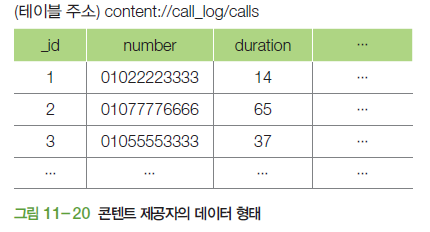 (테이블 주소) content://call_log/calls
_id number duration ...
1 01022223333 14 ...
2 01077776666 65 ...
3 01055553333 37 ...
... ... ... ...
그림 11-20 콘텐트 제공자의 데이터 형태